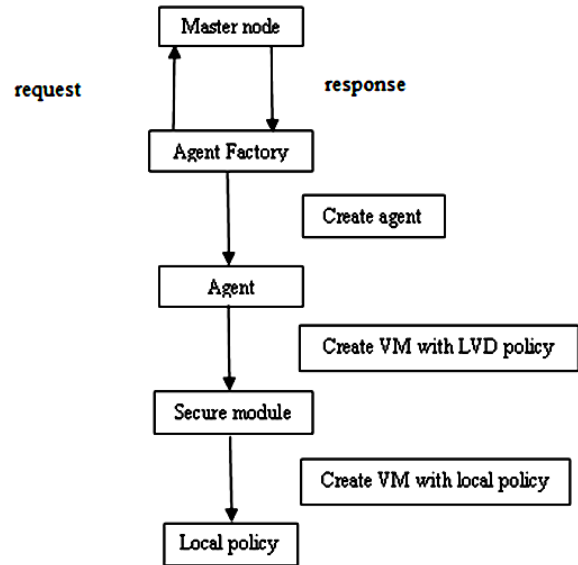 Master node
request
response
Agent Factory
Create agent
Agent
Create VM with LVD policy
Secure module
Create VM with local policy
Local policy